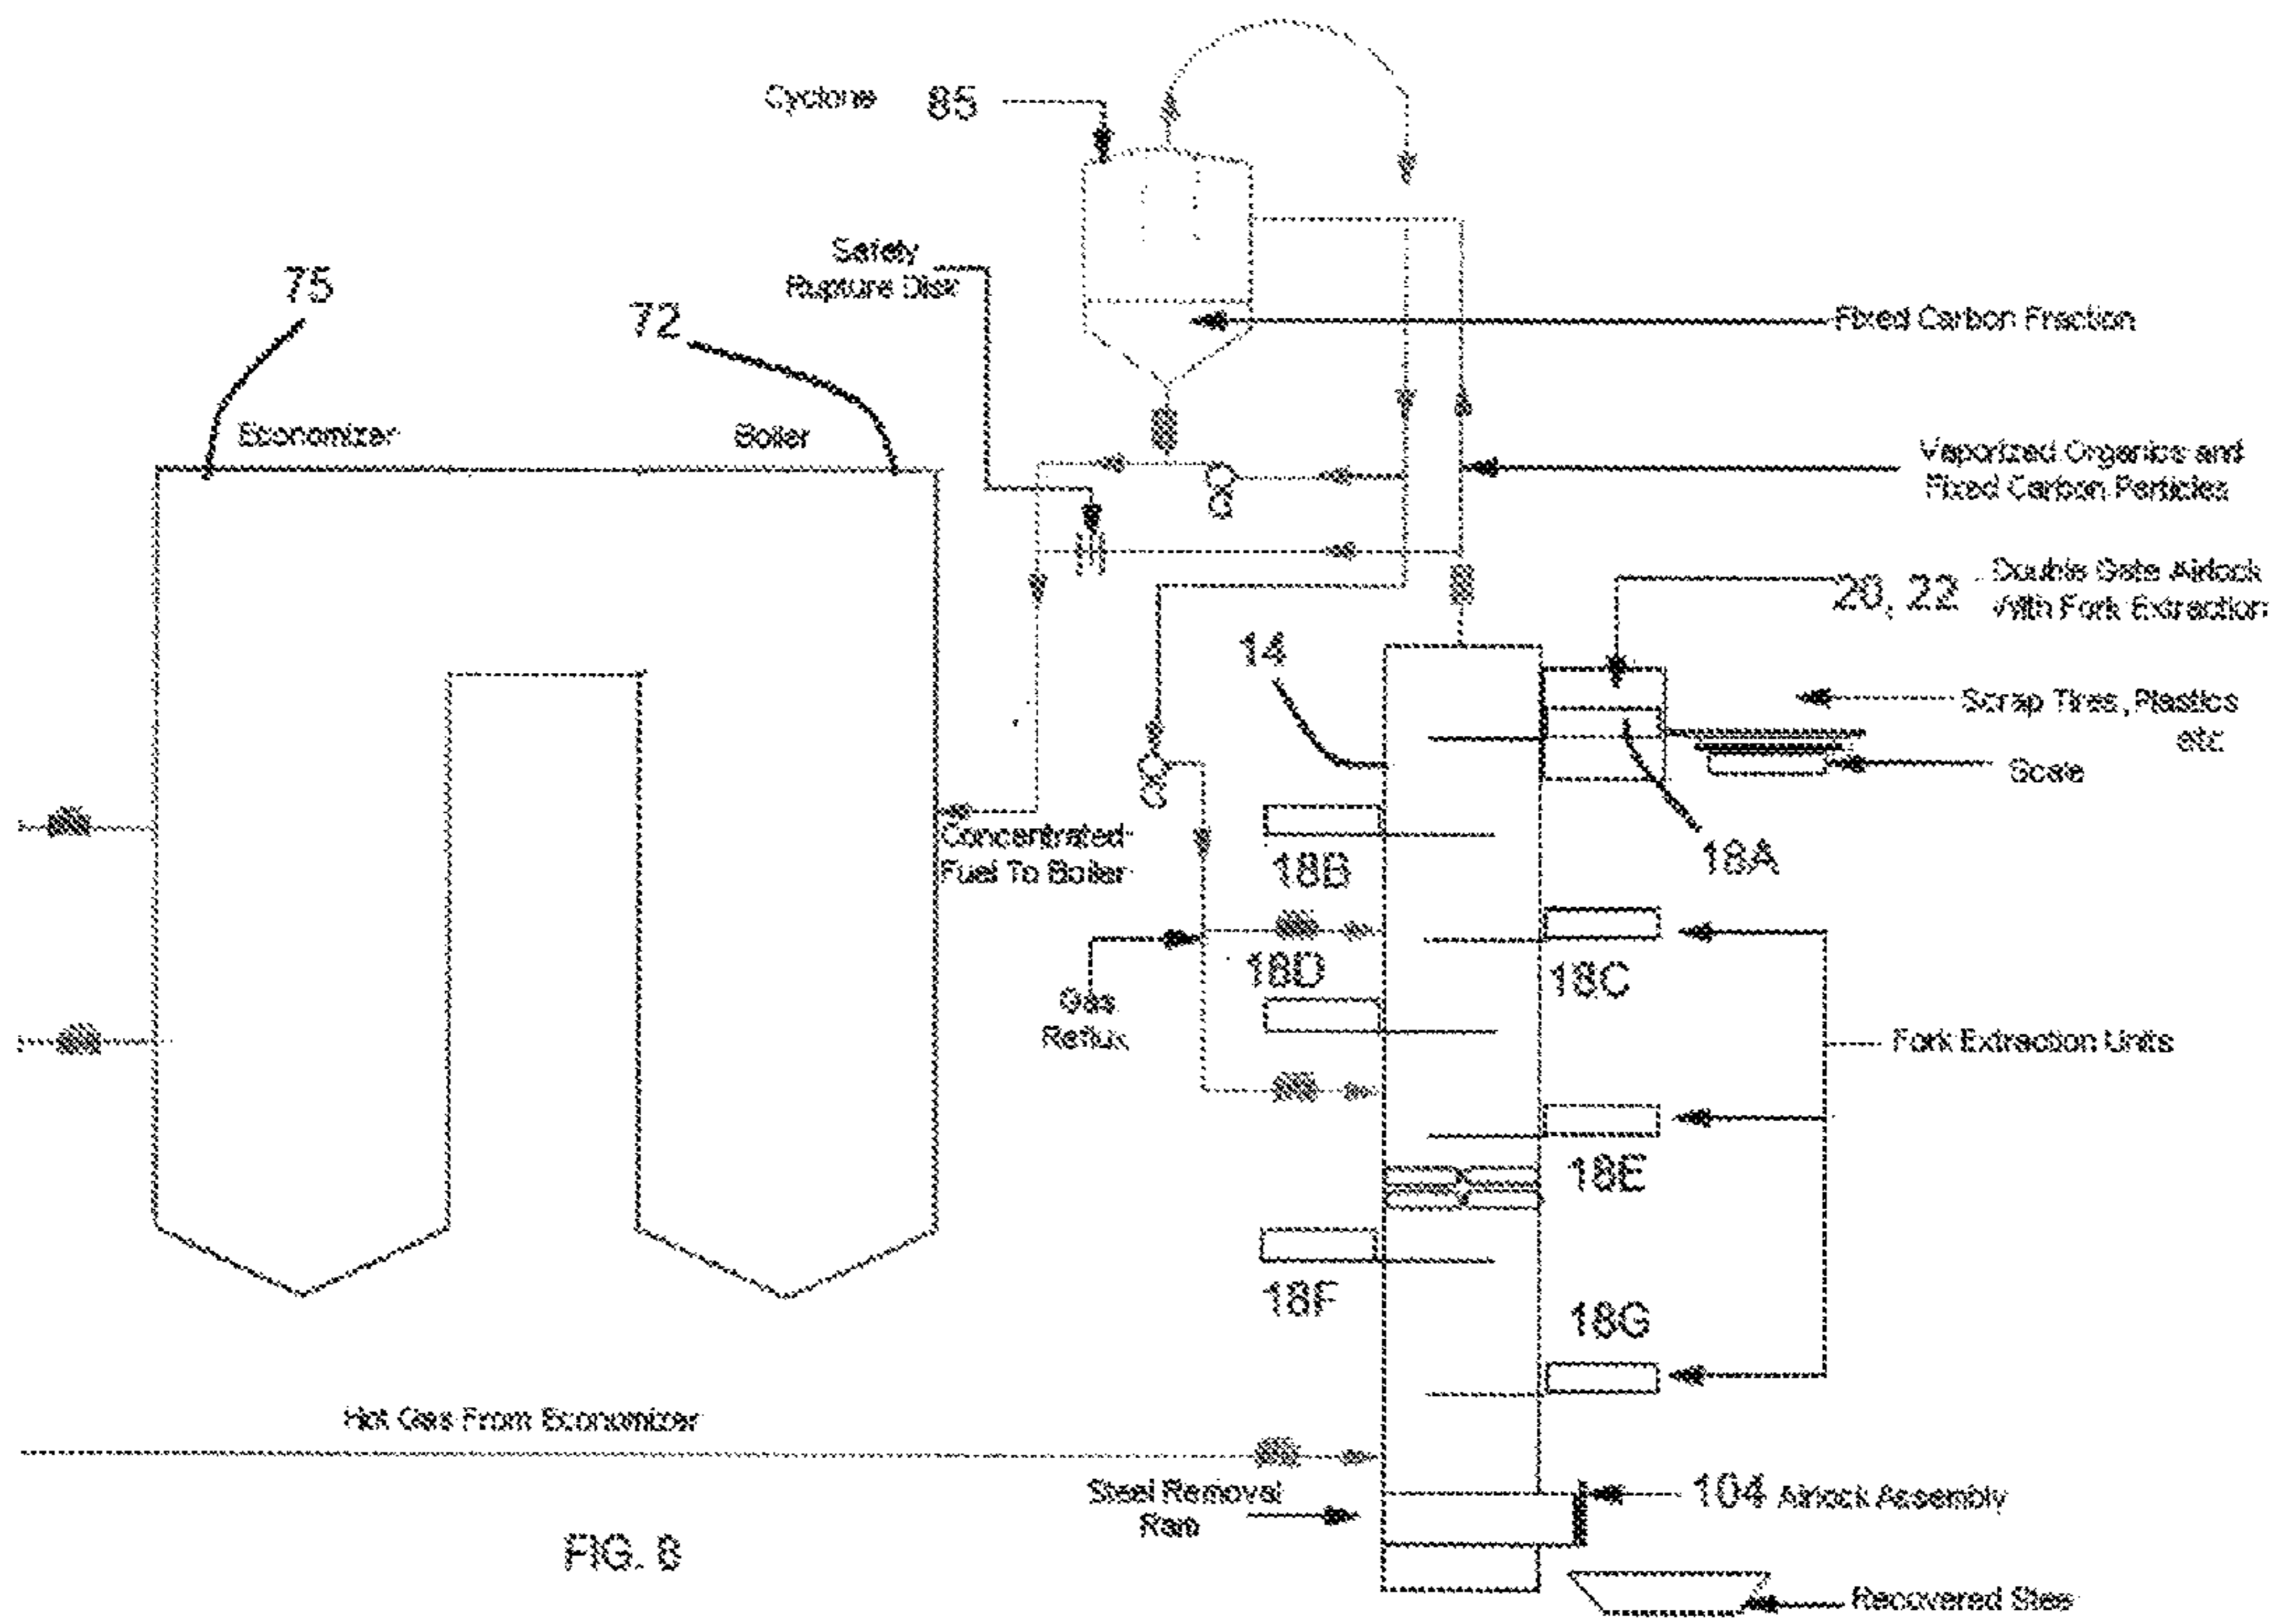 Cyclone 85
Safety
Rupture Disk
75
72
Fixed Carbon Fraction
Economizer
Boiler
Vaporized Organics and
Fixed Carbon Particles
20, 22
Double Gate Airlock
With Fork Extraction
14
Scrap Tires, Plastics
etc
Scale
Concentrated
Fuel To Boiler
18B
18A
18D
18C
Gas
Reflux
Fork Extraction Units
18E
18F
18G
Hot Gas From Economizer
Steel Removal
Ram
104 Airlock Assembly
FIG. 8
Recovered Steel